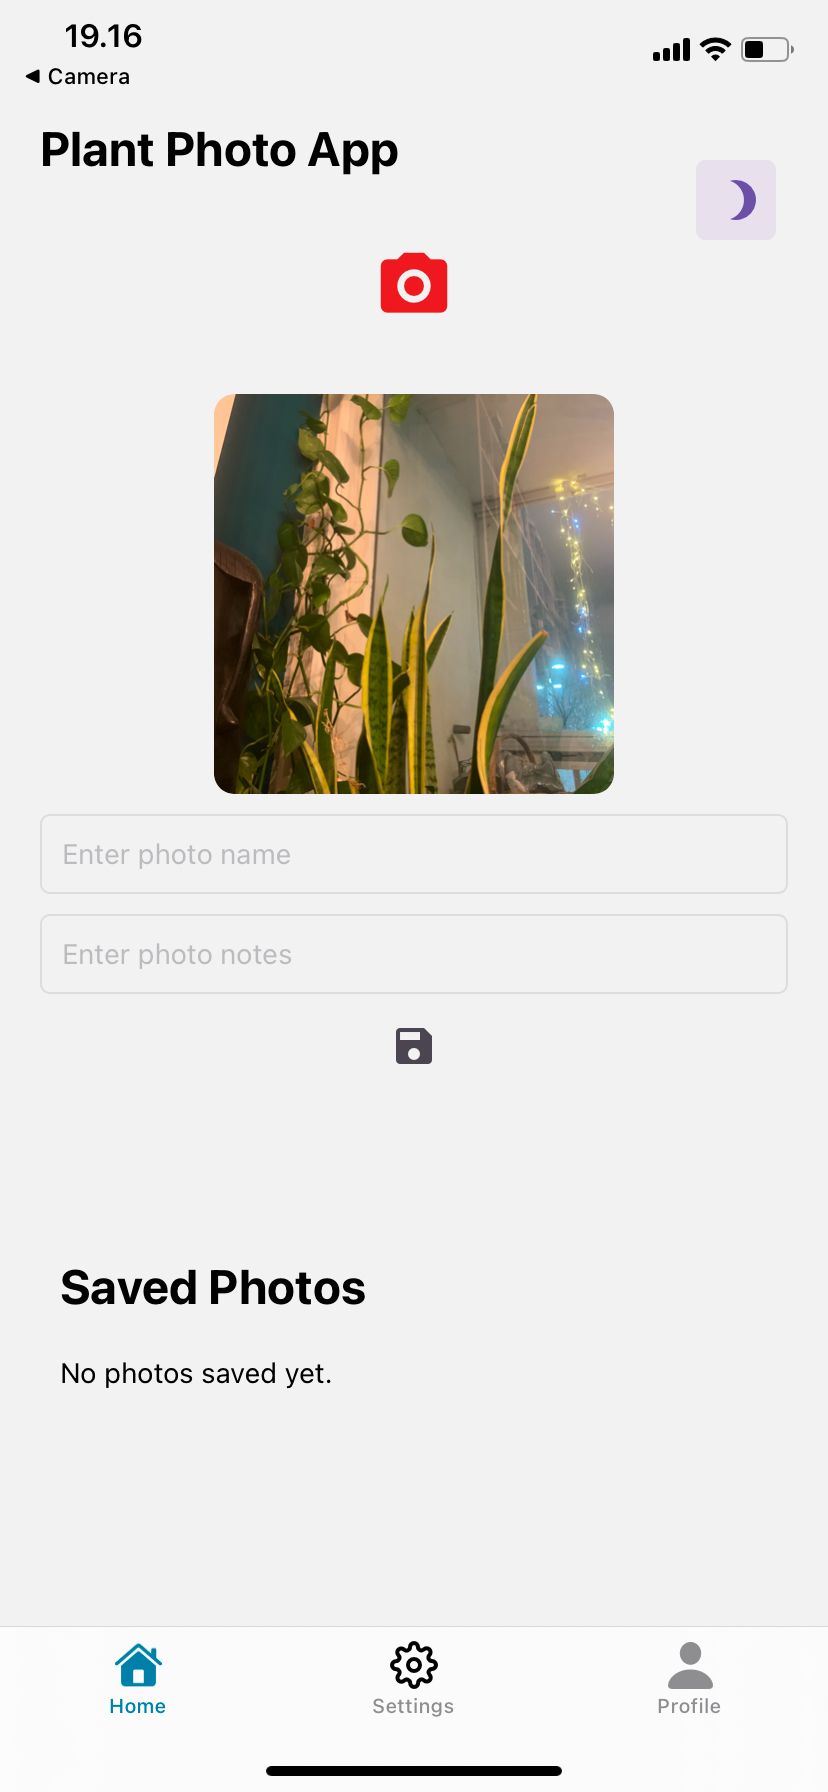 19.16
Camera
Plant Photo App
Enter photo name
Enter photo notes
Saved Photos
No photos saved yet.
Home
Settings
Profile